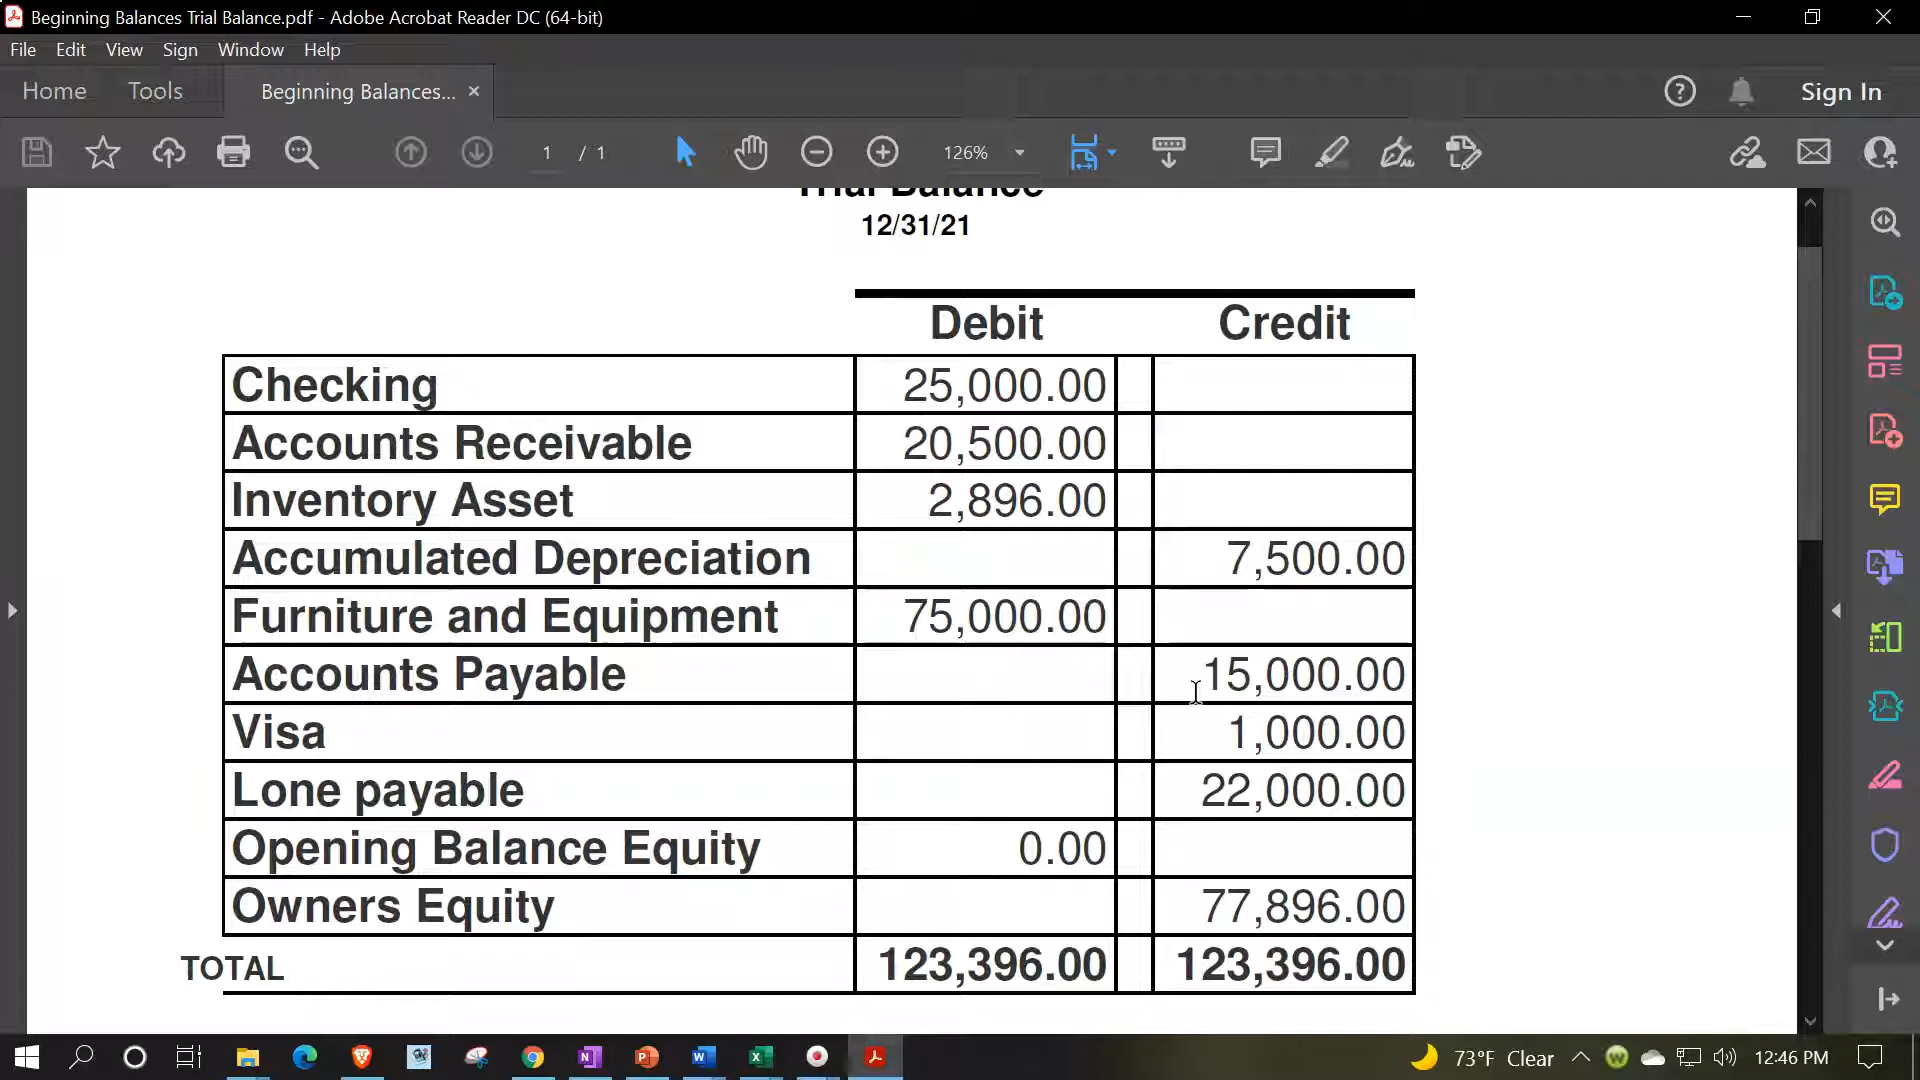 Beginning Balances Trial Balance.pdf - Adobe Acrobat Reader DC (64-bit)
File Edit View Sign Window Help
Home Tools Beginning Balances... × Sign In
1 / 1 126%
Trial Balance
12/31/21
Debit Credit
Checking 25,000.00
Accounts Receivable 20,500.00
Inventory Asset 2,896.00
Accumulated Depreciation 7,500.00
Furniture and Equipment 75,000.00
Accounts Payable 15,000.00
Visa 1,000.00
Lone payable 22,000.00
Opening Balance Equity 0.00
Owners Equity 77,896.00
TOTAL 123,396.00 123,396.00
73°F Clear 12:46 PM